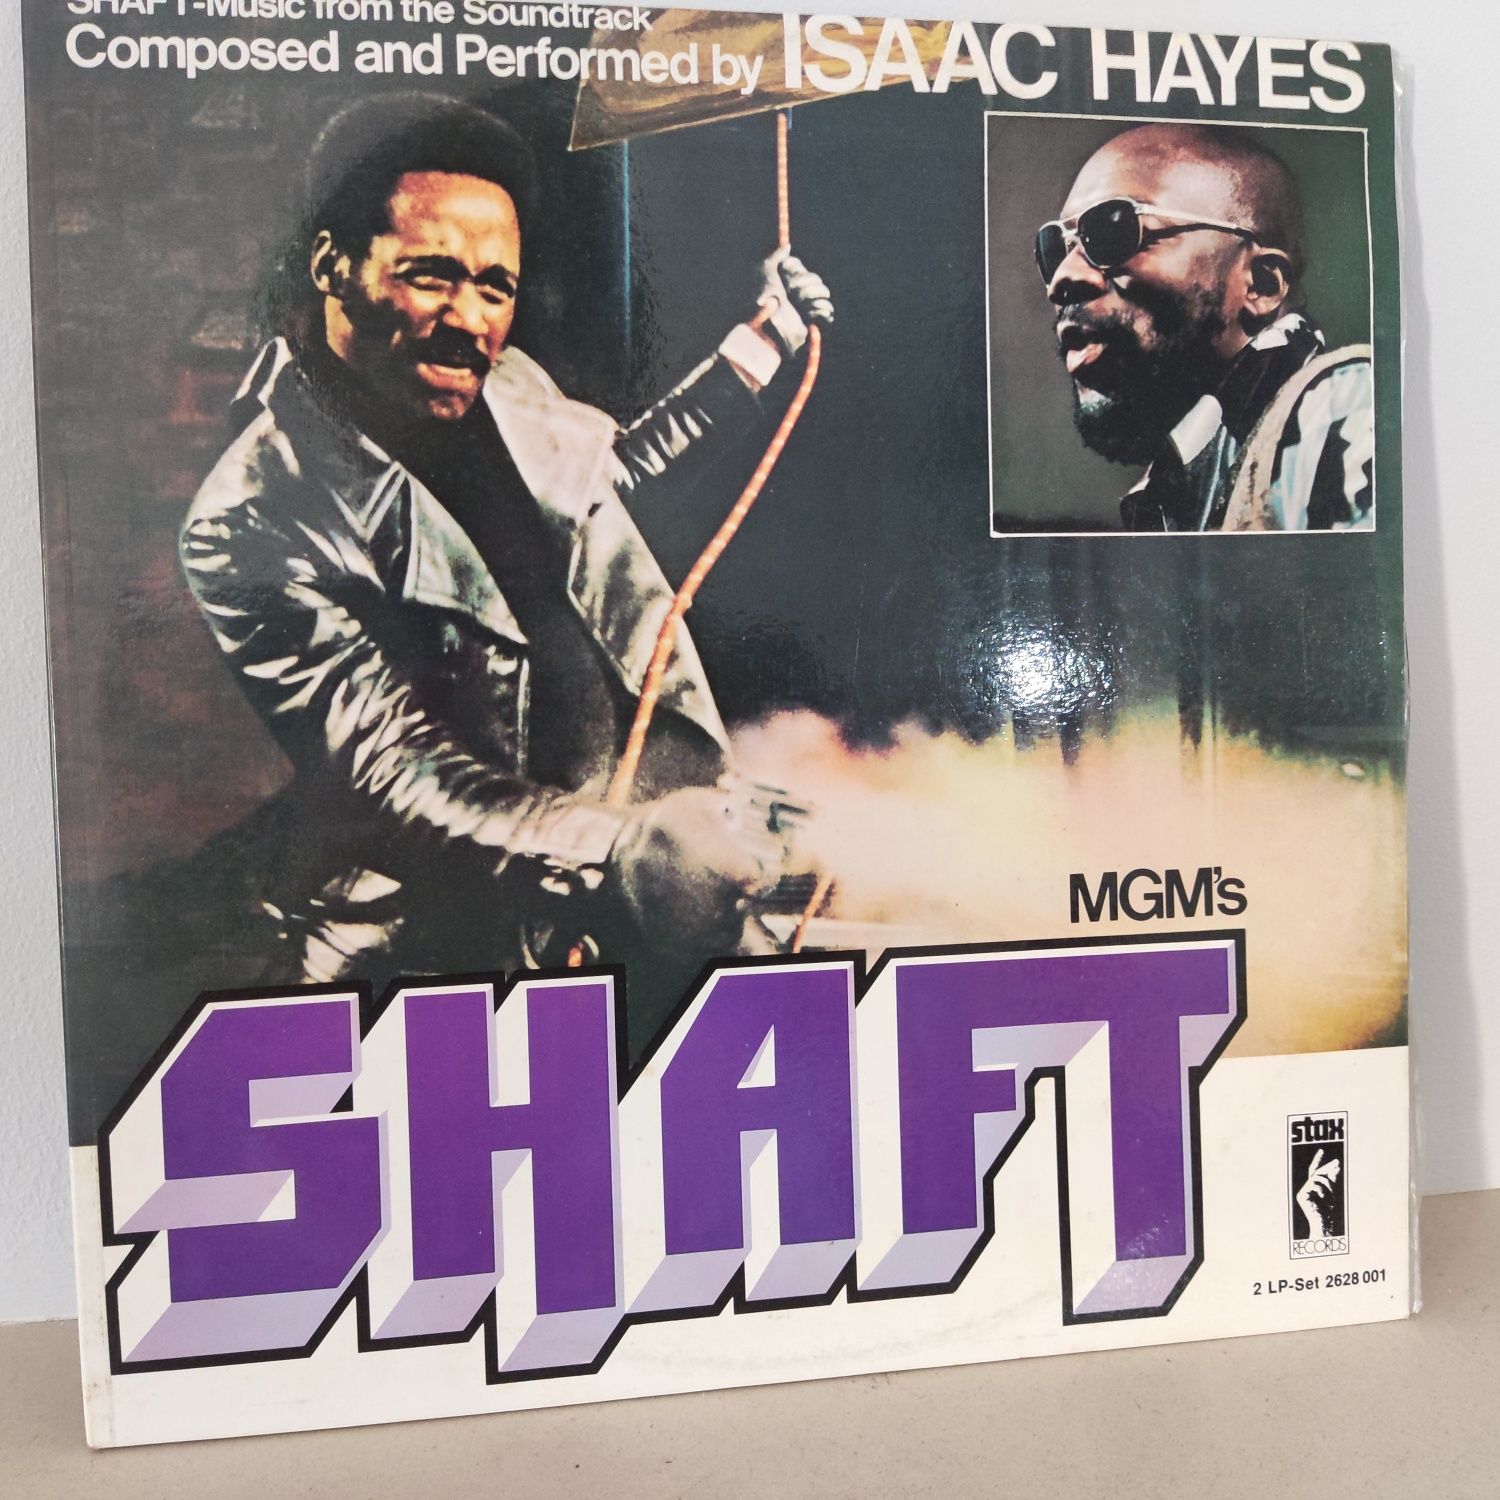 SHAFT-Music from the Soundtrack
Composed and Performed by ISAAC HAYES
MGM's
SHAFT
stax
RECORDS
2 LP-Set 2628 001